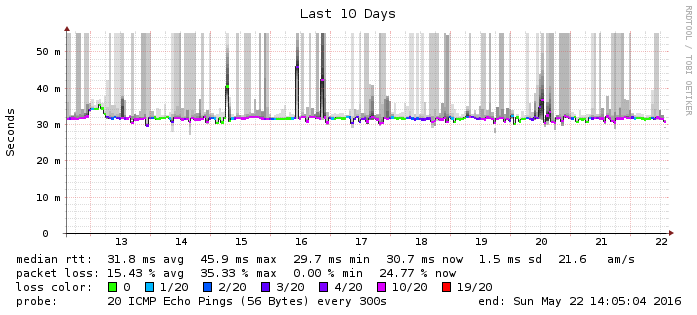 Last 10 Days
RRDTOOL / TOBI OETIKER
Seconds
50 m
40 m
30 m
20 m
10 m
0
13 14 15 16 17 18 19 20 21 22
median rtt: 31.8 ms avg 45.9 ms max 29.7 ms min 30.7 ms now 1.5 ms sd 21.6 am/s
packet loss: 15.43 % avg 35.33 % max 0.00 % min 24.77 % now
loss color: 0 1/20 2/20 3/20 4/20 10/20 19/20
probe: 20 ICMP Echo Pings (56 Bytes) every 300s end: Sun May 22 14:05:04 2016